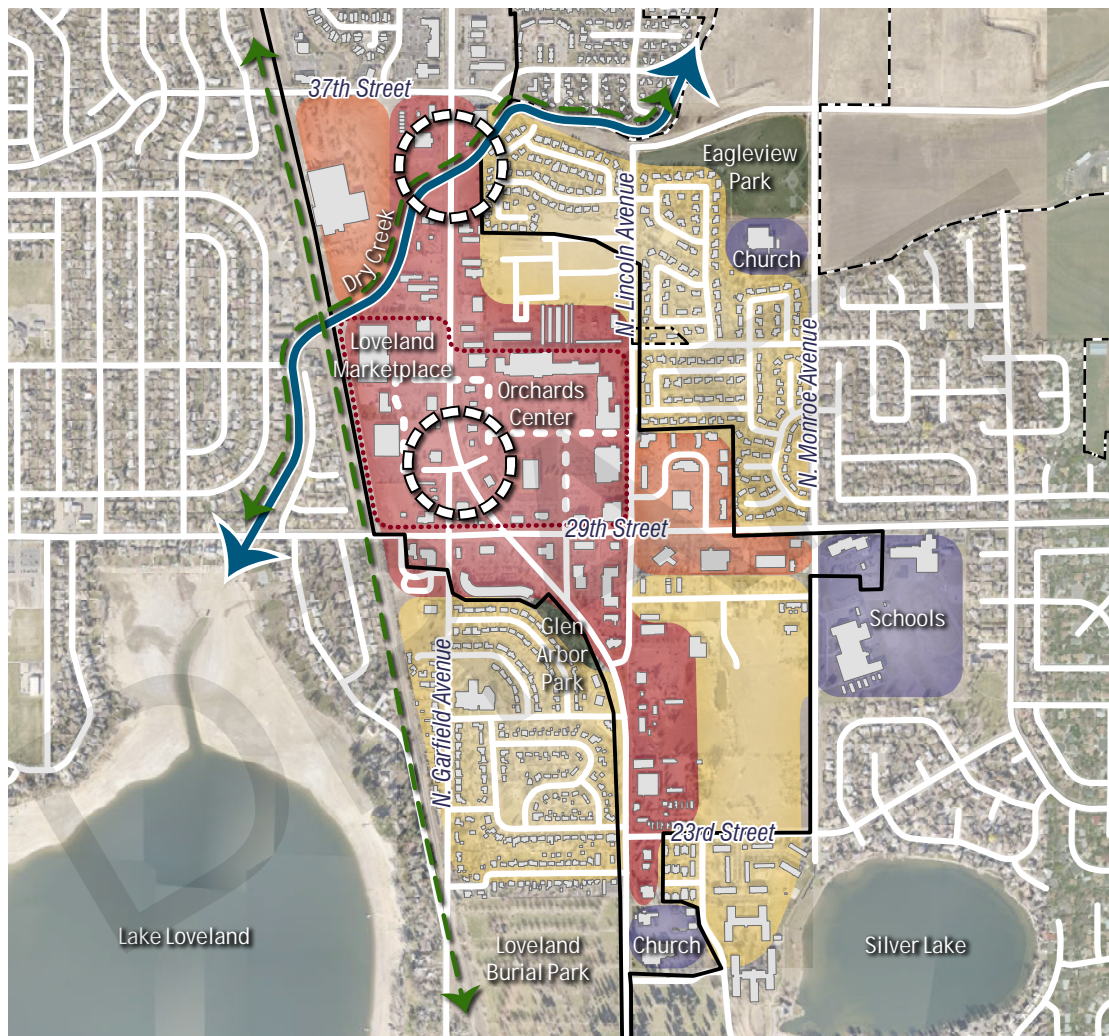 37th Street
Eagleview
Park
N. Lincoln Avenue
Church
Dry Creek
Loveland
Marketplace
N. Monroe Avenue
Orchards
Center
29th Street
Schools
Glen
Arbor
Park
N. Garfield Avenue
23rd Street
Lake Loveland
Loveland
Burial Park
Church
Silver Lake